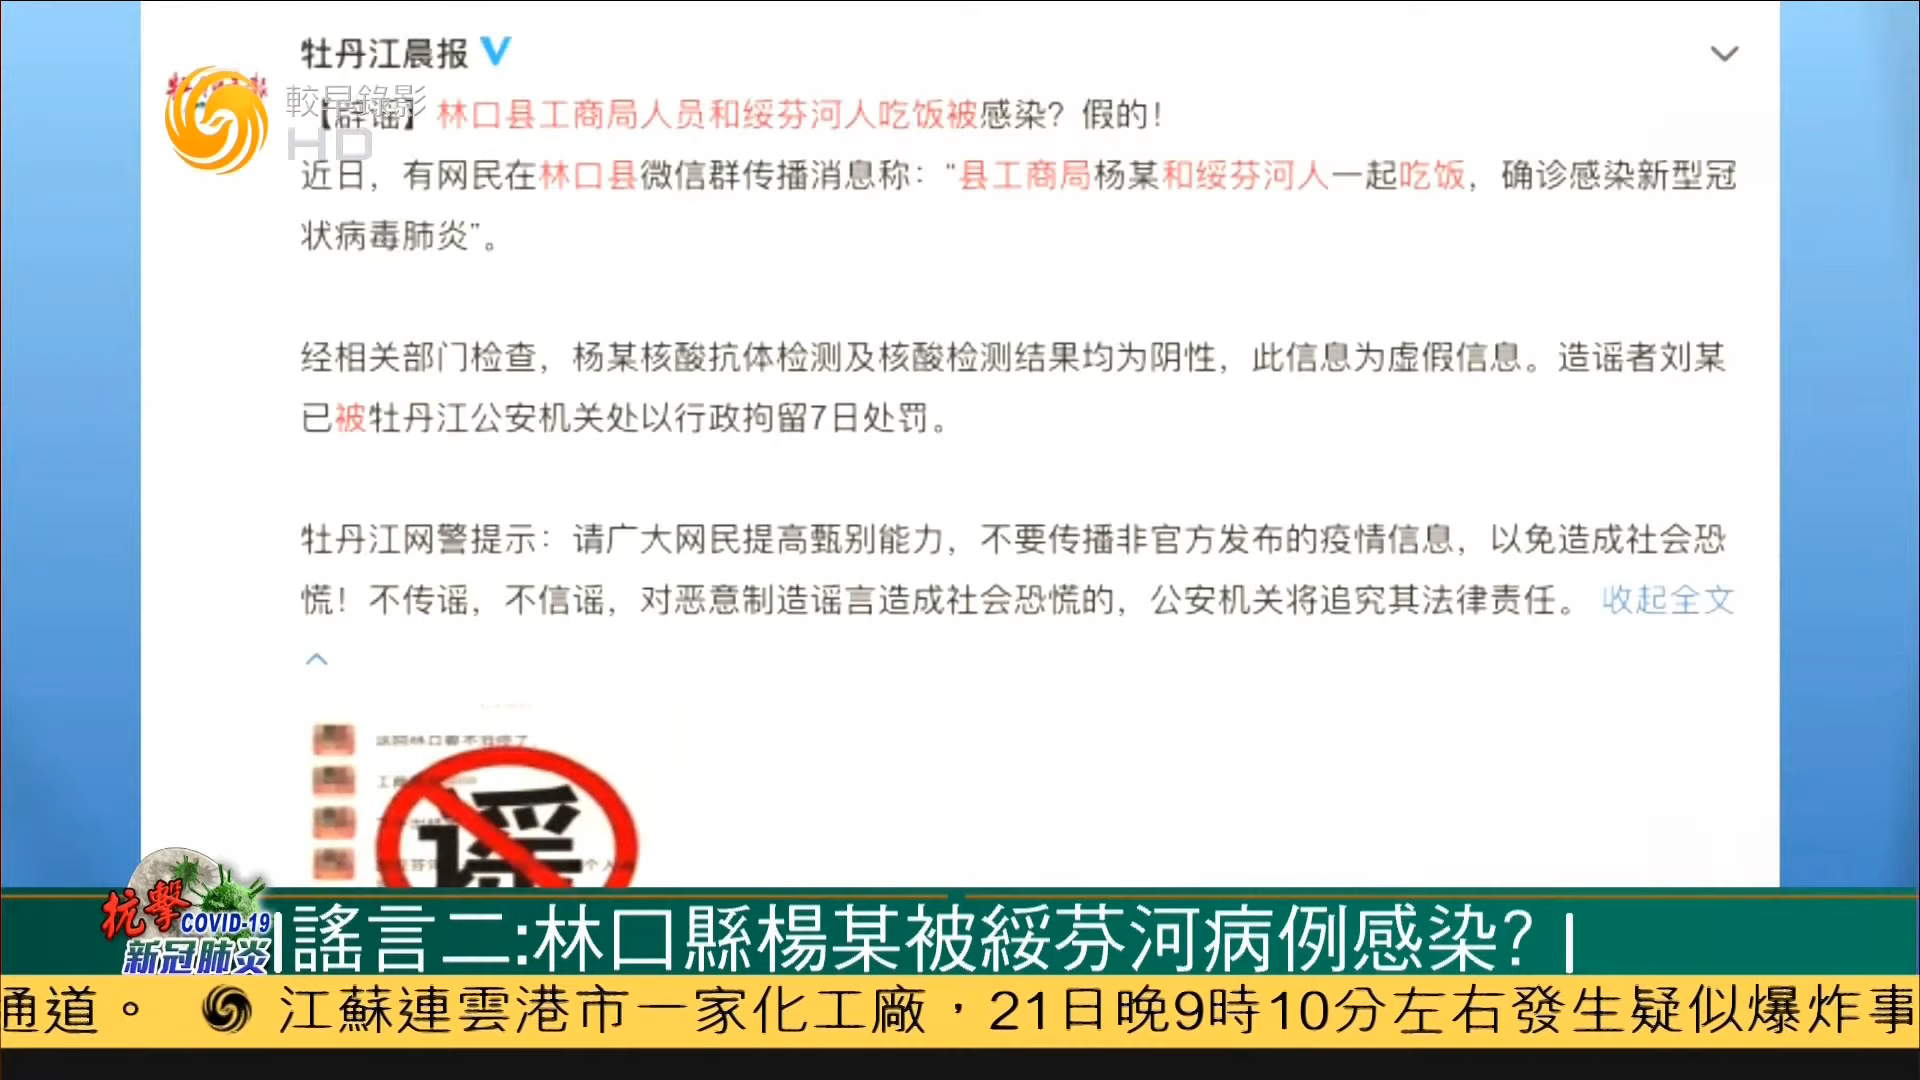 牡丹江晨报
較早錄影
HD
【辟谣】林口县工商局人员和绥芬河人吃饭被感染？假的！
近日，有网民在林口县微信群传播消息称：“县工商局杨某和绥芬河人一起吃饭，确诊感染新型冠
状病毒肺炎”。
经相关部门检查，杨某核酸抗体检测及核酸检测结果均为阴性，此信息为虚假信息。造谣者刘某
已被牡丹江公安机关处以行政拘留7日处罚。
牡丹江网警提示：请广大网民提高甄别能力，不要传播非官方发布的疫情信息，以免造成社会恐
慌！不传谣，不信谣，对恶意制造谣言造成社会恐慌的，公安机关将追究其法律责任。 收起全文
谣
抗擊
COVID-19
新冠肺炎
|謠言二:林口縣楊某被綏芬河病例感染?|
通道。 江蘇連雲港市一家化工廠，21日晚9時10分左右發生疑似爆炸事